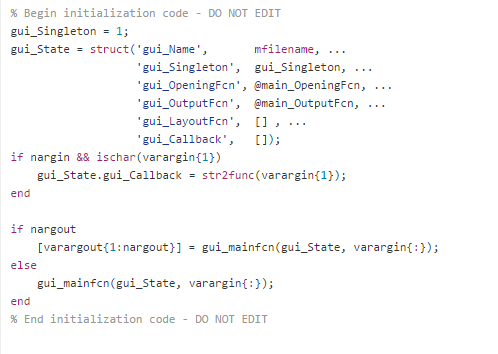 % Begin initialization code - DO NOT EDIT
gui_Singleton = 1;
gui_State = struct('gui_Name',       mfilename, ...
                   'gui_Singleton',  gui_Singleton, ...
                   'gui_OpeningFcn', @main_OpeningFcn, ...
                   'gui_OutputFcn',  @main_OutputFcn, ...
                   'gui_LayoutFcn',  [] , ...
                   'gui_Callback',   []);
if nargin && ischar(varargin{1})
    gui_State.gui_Callback = str2func(varargin{1});
end

if nargout
    [varargout{1:nargout}] = gui_mainfcn(gui_State, varargin{:});
else
    gui_mainfcn(gui_State, varargin{:});
end
% End initialization code - DO NOT EDIT